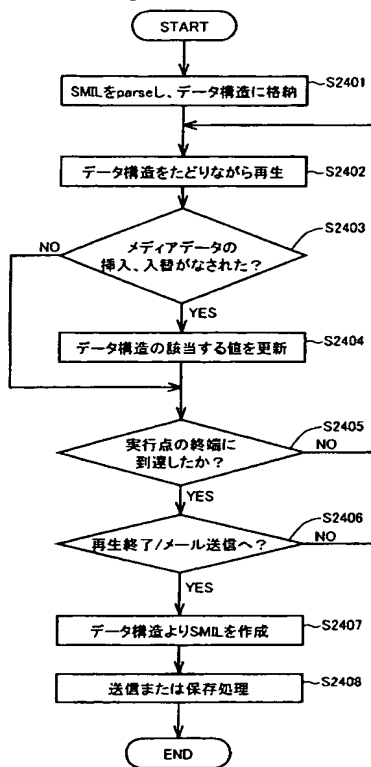 START
SMILをparseし、データ構造に格納
S2401
データ構造をたどりながら再生
S2402
メディアデータの
挿入、入替がなされた？
S2403
NO
YES
データ構造の該当する値を更新
S2404
実行点の終端に
到達したか？
S2405
NO
YES
再生終了/メール送信へ？
S2406
NO
YES
データ構造よりSMILを作成
S2407
送信または保存処理
S2408
END